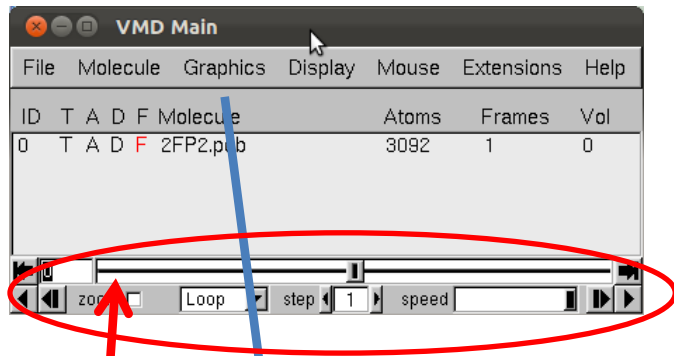 VMD Main
File Molecule Graphics Display Mouse Extensions Help
ID T A D F Molecule Atoms Frames Vol
0 T A D F 2FP2.pdb 3092 1 0
0
zoom Loop step 1 speed